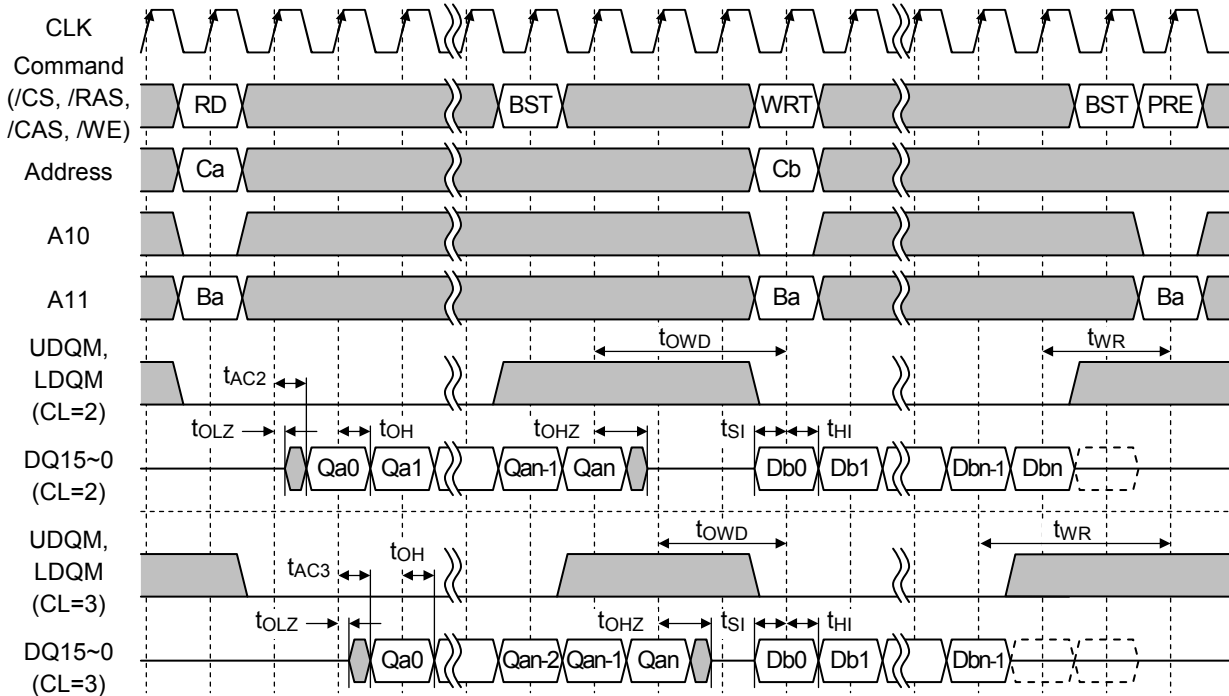 CLK
Command
(/CS, /RAS,
/CAS, /WE)
RD
BST
WRT
BST
PRE
Address
Ca
Cb
A10
A11
Ba
Ba
Ba
UDQM,
LDQM
(CL=2)
tAC2
tOWD
tWR
tOLZ
tOH
tOHZ
tSI
tHI
DQ15~0
(CL=2)
Qa0
Qa1
Qan-1
Qan
Db0
Db1
Dbn-1
Dbn
UDQM,
LDQM
(CL=3)
tAC3
tOH
tOWD
tWR
tOLZ
tOHZ
tSI
tHI
DQ15~0
(CL=3)
Qa0
Qan-2
Qan-1
Qan
Db0
Db1
Dbn-1